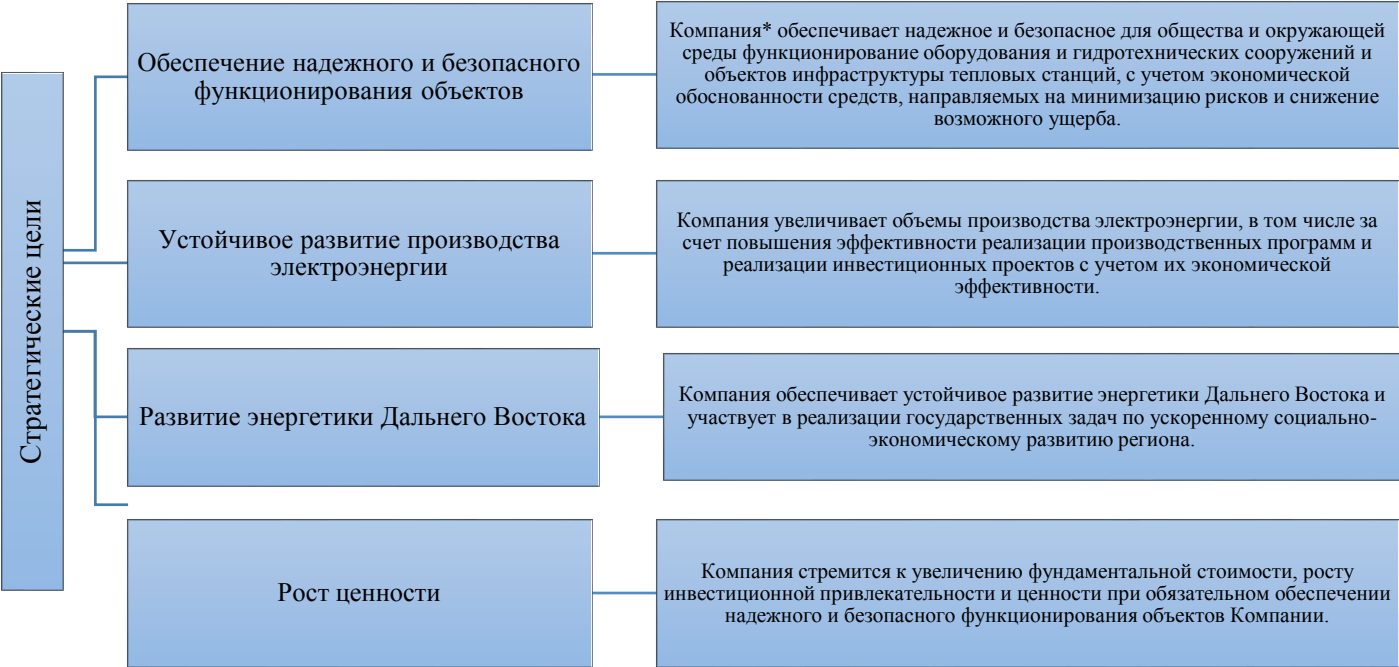 Стратегические цели
Обеспечение надежного и безопасного
функционирования объектов
Компания* обеспечивает надежное и безопасное для общества и окружающей
среды функционирование оборудования и гидротехнических сооружений и
объектов инфраструктуры тепловых станций, с учетом экономической
обоснованности средств, направляемых на минимизацию рисков и снижение
возможного ущерба.
Устойчивое развитие производства
электроэнергии
Компания увеличивает объемы производства электроэнергии, в том числе за
счет повышения эффективности реализации производственных программ и
реализации инвестиционных проектов с учетом их экономической
эффективности.
Развитие энергетики Дальнего Востока
Компания обеспечивает устойчивое развитие энергетики Дальнего Востока и
участвует в реализации государственных задач по ускоренному социально-
экономическому развитию региона.
Рост ценности
Компания стремится к увеличению фундаментальной стоимости, росту
инвестиционной привлекательности и ценности при обязательном обеспечении
надежного и безопасного функционирования объектов Компании.